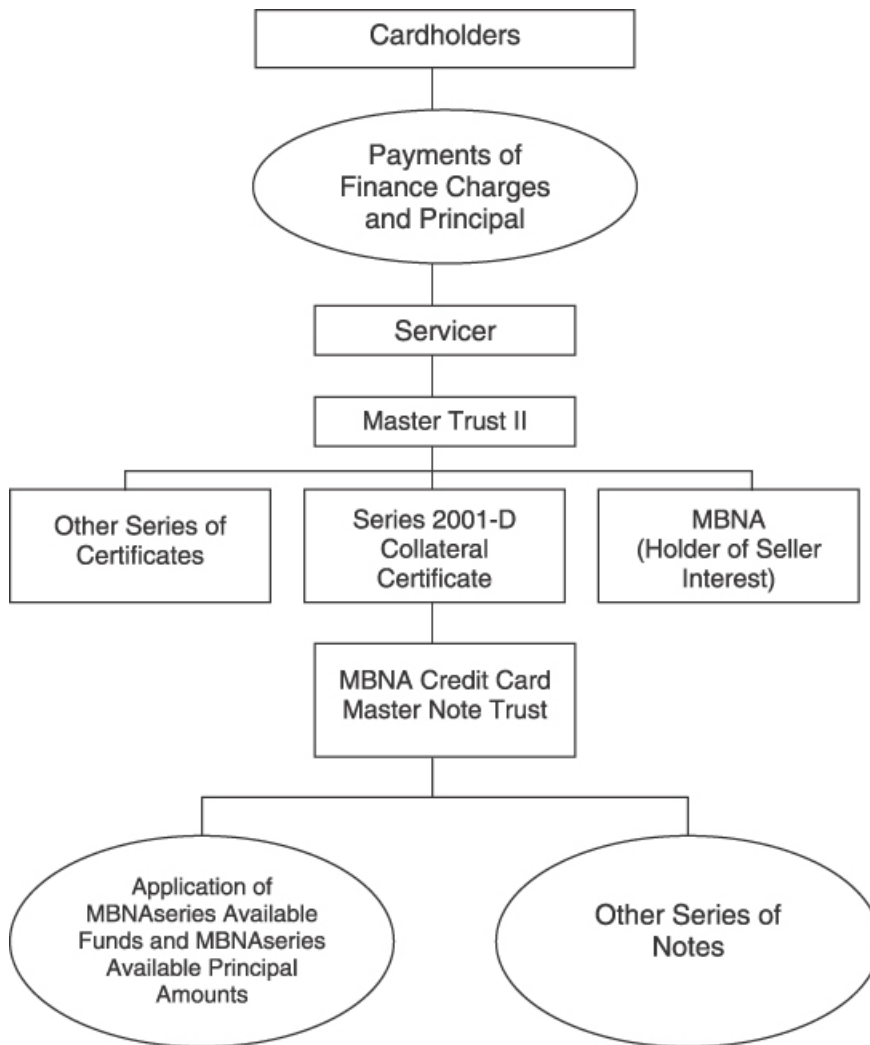 Cardholders
Payments of
Finance Charges
and Principal
Servicer
Master Trust II
Other Series of
Certificates
Series 2001-D
Collateral
Certificate
MBNA
(Holder of Seller
Interest)
MBNA Credit Card
Master Note Trust
Application of
MBNAseries Available
Funds and MBNAseries
Available Principal
Amounts
Other Series of
Notes